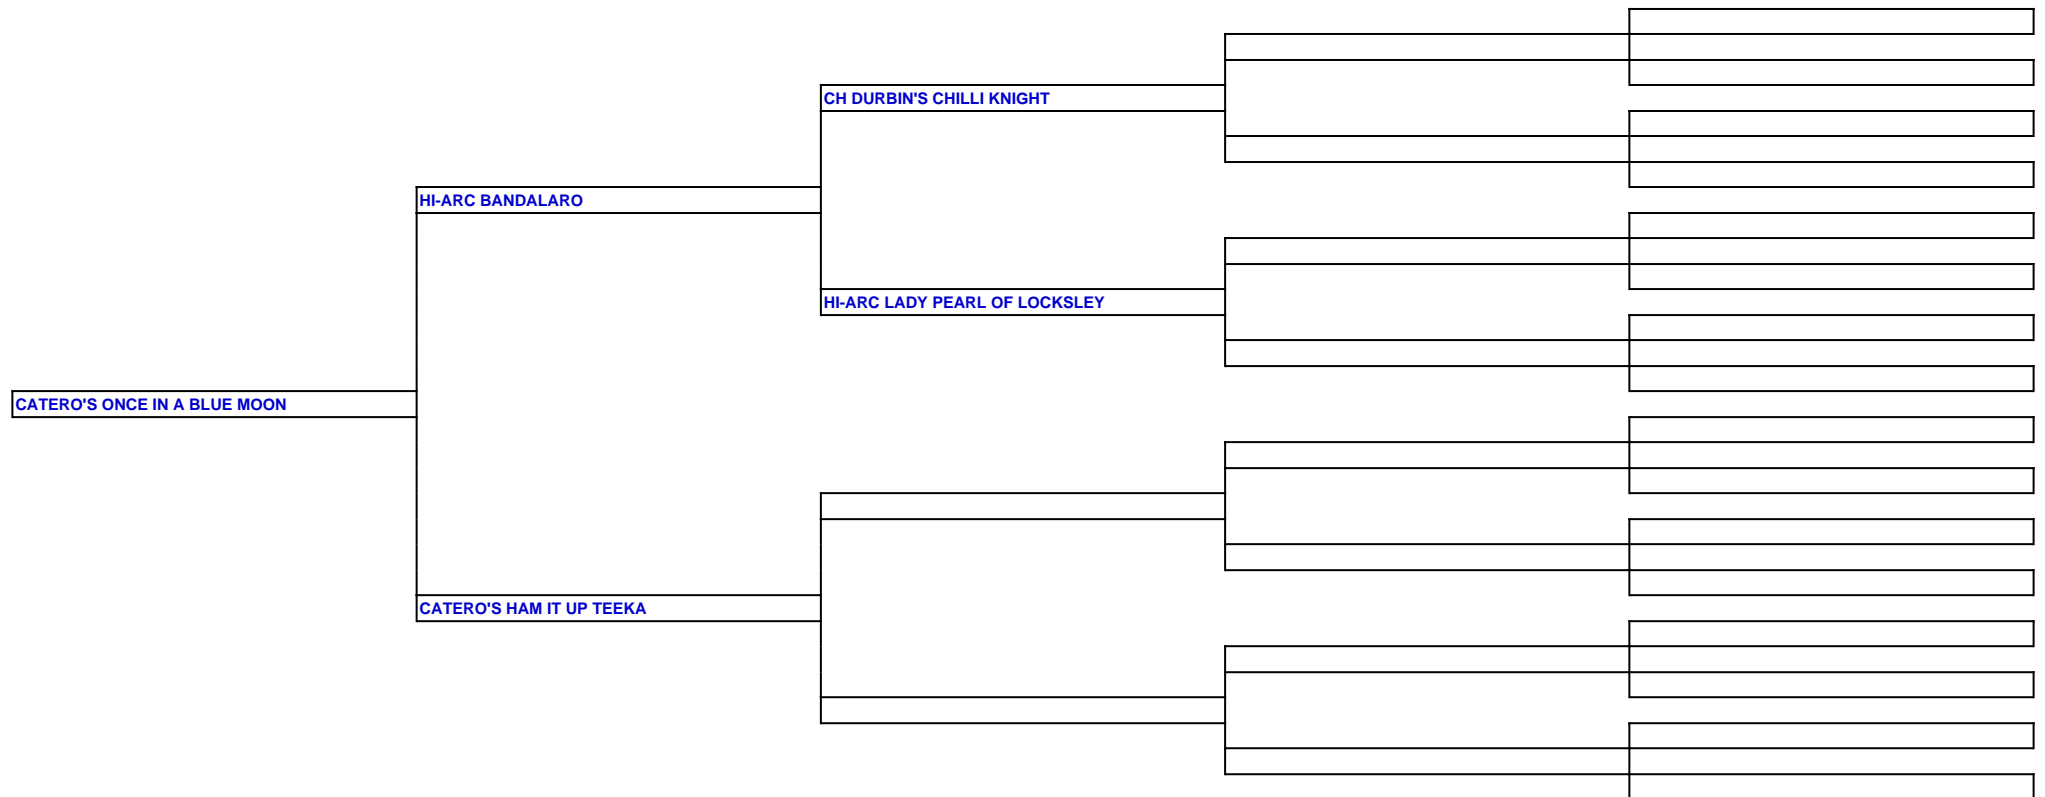 CH DURBIN'S CHILLI KNIGHT
HI-ARC BANDALARO
HI-ARC LADY PEARL OF LOCKSLEY
CATERO'S ONCE IN A BLUE MOON
CATERO'S HAM IT UP TEEKA